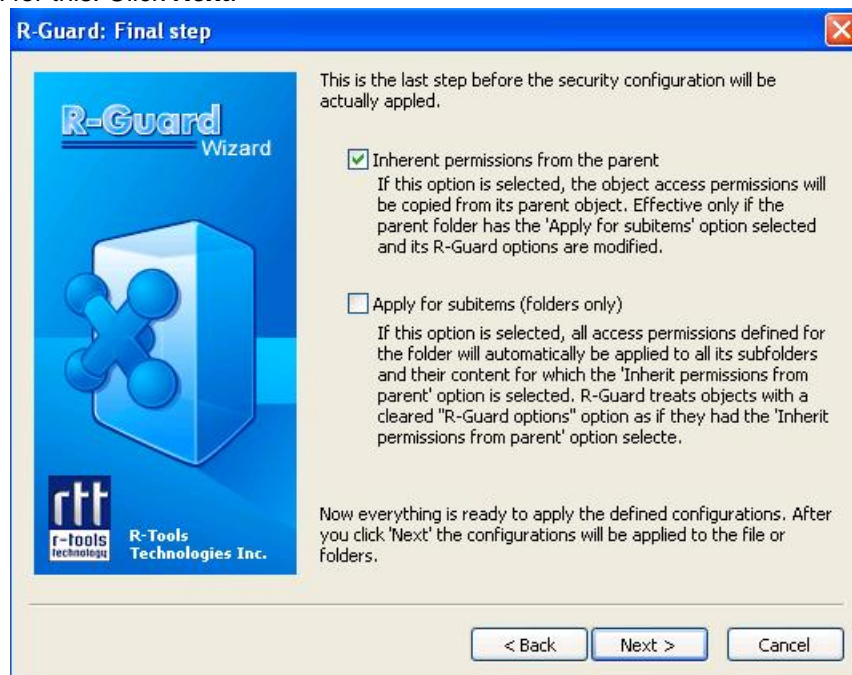 R-Guard: Final step
R-Guard
Wizard
This is the last step before the security configuration will be
actually appled.
Inherent permissions from the parent
If this option is selected, the object access permissions will
be copied from its parent object. Effective only if the
parent folder has the 'Apply for subitems' option selected
and its R-Guard options are modified.
Apply for subitems (folders only)
If this option is selected, all access permissions defined for
the folder will automatically be applied to all its subfolders
and their content for which the 'Inherit permissions from
parent' option is selected. R-Guard treats objects with a
cleared "R-Guard options" option as if they had the 'Inherit
permissions from parent' option selecte.
rtt
r-tools
technology
R-Tools
Technologies Inc.
Now everything is ready to apply the defined configurations. After
you click 'Next' the configurations will be applied to the file or
folders.
< Back
Next >
Cancel